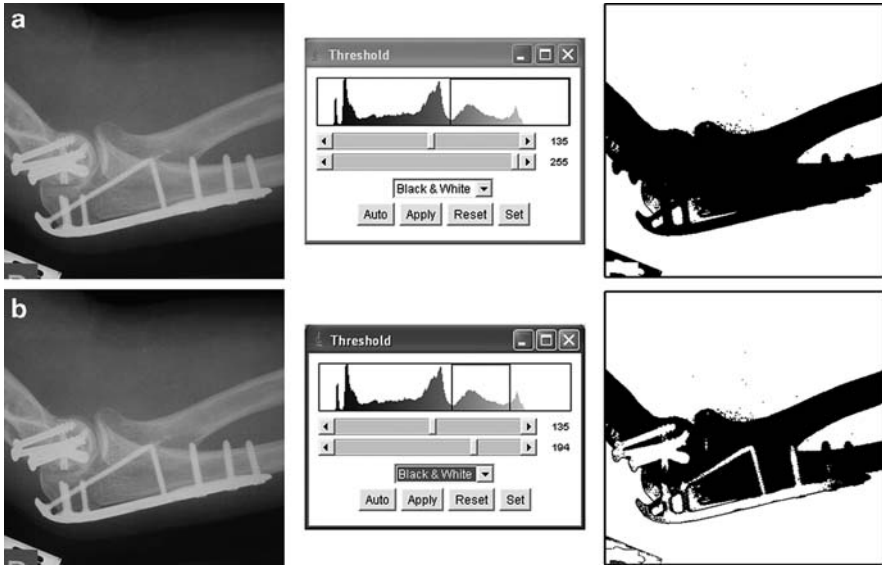 a
Threshold
135
255
Black & White
Auto Apply Reset Set
b
Threshold
135
194
Black & White
Auto Apply Reset Set